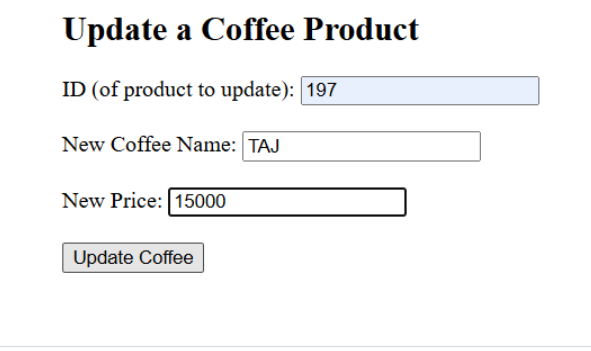 Update a Coffee Product
ID (of product to update): 197
New Coffee Name: TAJ
New Price: 15000
Update Coffee